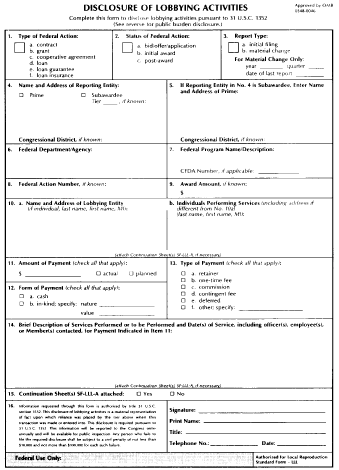 DISCLOSURE OF LOBBYING ACTIVITIES
Approved by OMB
0348-0046
Complete this form to disclose lobbying activities pursuant to 31 U.S.C. 1352
(See reverse for public burden disclosure.)
1. Type of Federal Action:
a. contract
b. grant
c. cooperative agreement
d. loan
e. loan guarantee
f. loan insurance
2. Status of Federal Action:
a. bid/offer/application
b. initial award
c. post-award
3. Report Type:
a. initial filing
b. material change
For Material Change Only:
year quarter
date of last report
4. Name and Address of Reporting Entity:
Prime Subawardee
Tier , if known:
Congressional District, if known:
5. If Reporting Entity in No. 4 is Subawardee, Enter Name
and Address of Prime:
Congressional District, if known:
6. Federal Department/Agency:
7. Federal Program Name/Description:
CFDA Number, if applicable:
8. Federal Action Number, if known:
9. Award Amount, if known:
$
10. a. Name and Address of Lobbying Entity
(if individual, last name, first name, MI):
b. Individuals Performing Services (including address if
different from No. 10a)
(last name, first name, MI):
(attach Continuation Sheet(s) SF-LLL-A, if necessary)
11. Amount of Payment (check all that apply):
$ actual planned
12. Form of Payment (check all that apply):
a. cash
b. in-kind; specify: nature
value
13. Type of Payment (check all that apply):
a. retainer
b. one-time fee
c. commission
d. contingent fee
e. deferred
f. other; specify:
14. Brief Description of Services Performed or to be Performed and Date(s) of Service, including officer(s), employee(s),
or Member(s) contacted, for Payment Indicated in Item 11:
(attach Continuation Sheet(s) SF-LLL-A, if necessary)
15. Continuation Sheet(s) SF-LLL-A attached: Yes No
16. Information requested through this form is authorized by title 31 U.S.C.
section 1352. This disclosure of lobbying activities is a material representation
of fact upon which reliance was placed by the tier above when this
transaction was made or entered into. This disclosure is required pursuant to
31 U.S.C. 1352. This information will be reported to the Congress semi-
annually and will be available for public inspection. Any person who fails to
file the required disclosure shall be subject to a civil penalty of not less than
$10,000 and not more than $100,000 for each such failure.
Signature:
Print Name:
Title:
Telephone No.: Date:
Federal Use Only:
Authorized for Local Reproduction
Standard Form - LLL